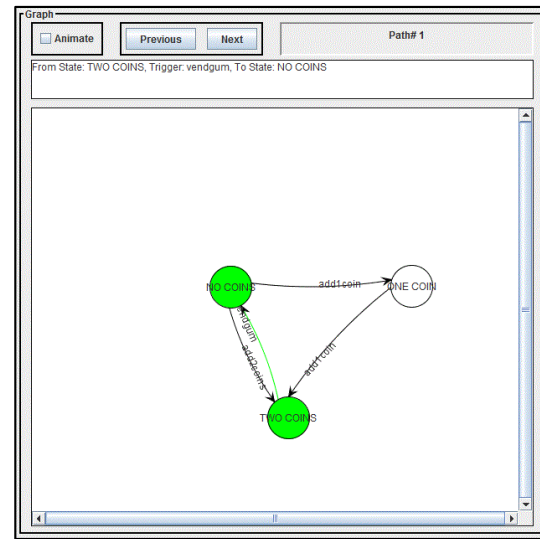 Graph
Animate
Previous
Next
Path# 1
From State: TWO COINS, Trigger: vendgum, To State: NO COINS
NO COINS
add1coin
ONE COIN
vendgum
add2coins
add1coin
TWO COINS